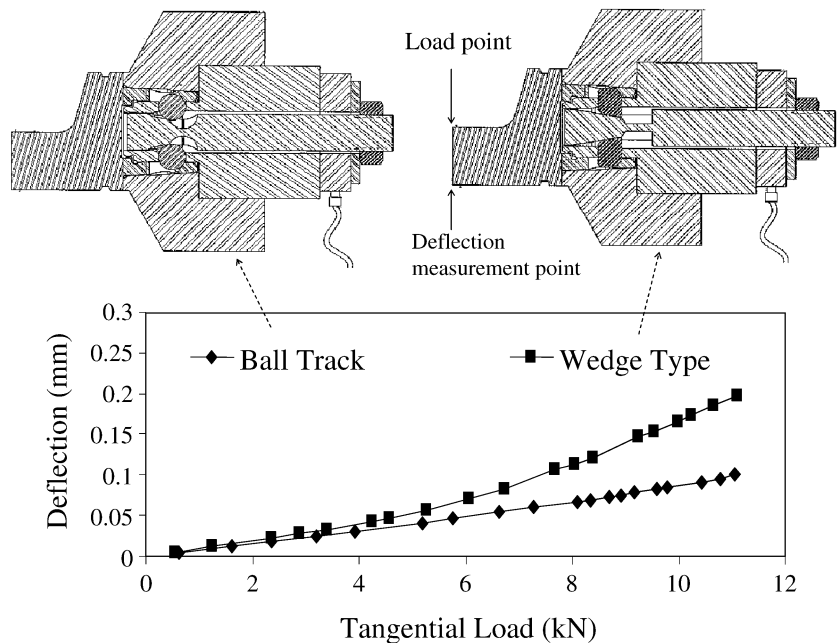 Load point
Deflection
measurement point
0.3
0.25
0.2
0.15
0.1
0.05
0
Deflection (mm)
Ball Track
Wedge Type
0 2 4 6 8 10 12
Tangential Load (kN)